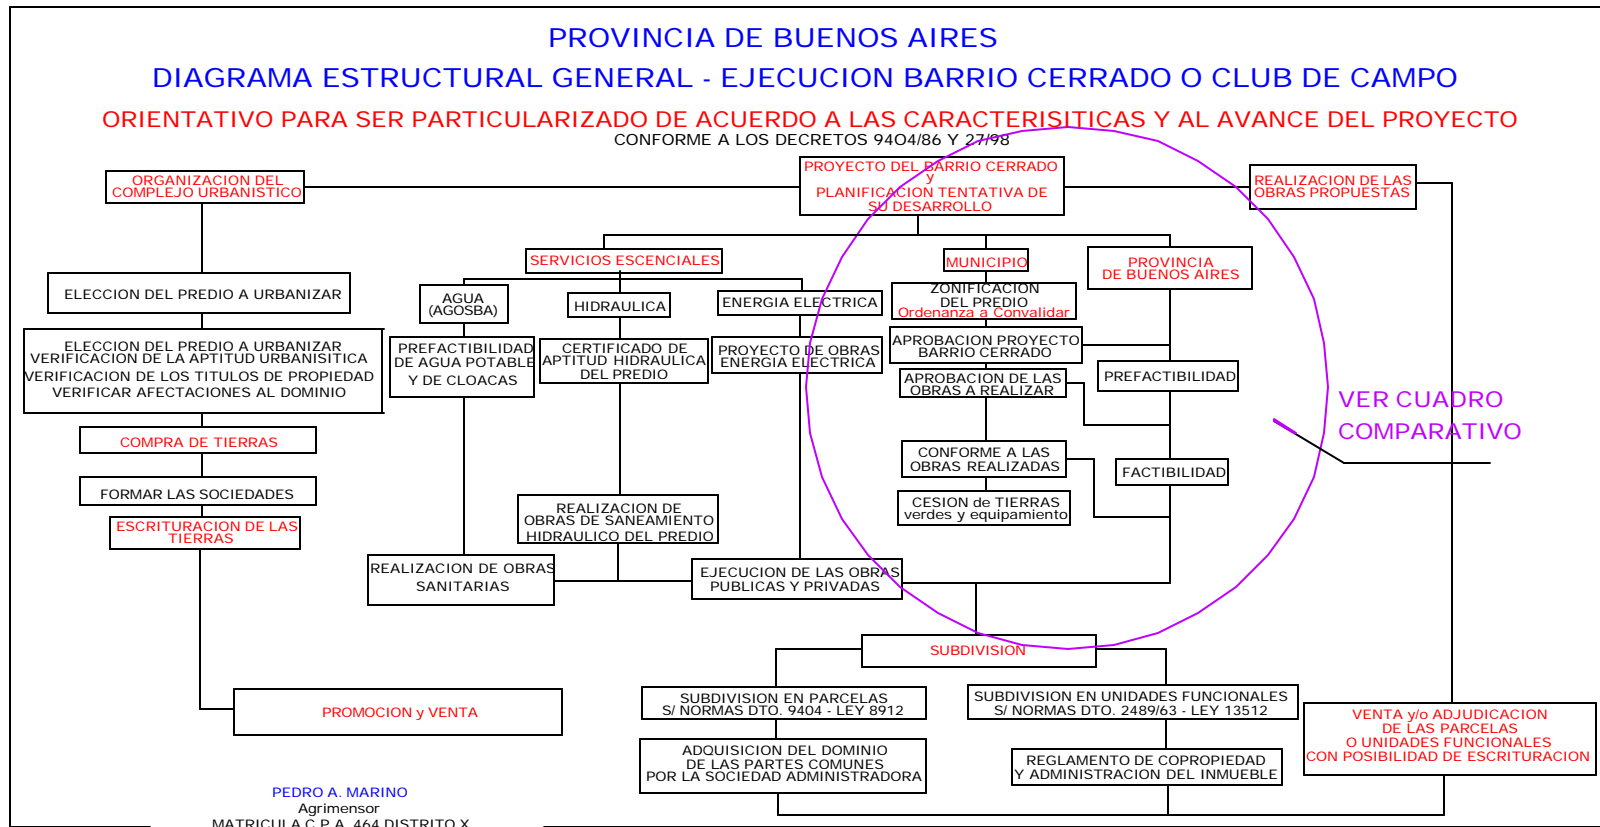 PROVINCIA DE BUENOS AIRES
DIAGRAMA ESTRUCTURAL GENERAL - EJECUCION BARRIO CERRADO O CLUB DE CAMPO
ORIENTATIVO PARA SER PARTICULARIZADO DE ACUERDO A LAS CARACTERISITICAS Y AL AVANCE DEL PROYECTO
CONFORME A LOS DECRETOS 94O4/86 Y 27/98
ORGANIZACION DEL
COMPLEJO URBANISTICO
PROYECTO DEL BARRIO CERRADO
y
PLANIFICACION TENTATIVA DE
SU DESARROLLO
REALIZACION DE LAS
OBRAS PROPUESTAS
SERVICIOS ESCENCIALES
MUNICIPIO
PROVINCIA
DE BUENOS AIRES
ELECCION DEL PREDIO A URBANIZAR
AGUA
(AGOSBA)
HIDRAULICA
ENERGIA ELECTRICA
ZONIFICACION
DEL PREDIO
Ordenanza a Convalidar
ELECCION DEL PREDIO A URBANIZAR
VERIFICACION DE LA APTITUD URBANISITICA
VERIFICACION DE LOS TITULOS DE PROPIEDAD
VERIFICAR AFECTACIONES AL DOMINIO
PREFACTIBILIDAD
DE AGUA POTABLE
Y DE CLOACAS
CERTIFICADO DE
APTITUD HIDRAULICA
DEL PREDIO
PROYECTO DE OBRAS
ENERGIA ELECTRICA
APROBACION PROYECTO
BARRIO CERRADO
APROBACION DE LAS
OBRAS A REALIZAR
PREFACTIBILIDAD
VER CUADRO
COMPARATIVO
COMPRA DE TIERRAS
CONFORME A LAS
OBRAS REALIZADAS
FACTIBILIDAD
FORMAR LAS SOCIEDADES
CESION de TIERRAS
verdes y equipamiento
ESCRITURACION DE LAS
TIERRAS
REALIZACION DE
OBRAS DE SANEAMIENTO
HIDRAULICO DEL PREDIO
REALIZACION DE OBRAS
SANITARIAS
EJECUCION DE LAS OBRAS
PUBLICAS Y PRIVADAS
SUBDIVISION
PROMOCION y VENTA
SUBDIVISION EN PARCELAS
S/ NORMAS DTO. 9404 - LEY 8912
SUBDIVISION EN UNIDADES FUNCIONALES
S/ NORMAS DTO. 2489/63 - LEY 13512
VENTA y/o ADJUDICACION
DE LAS PARCELAS
O UNIDADES FUNCIONALES
CON POSIBILIDAD DE ESCRITURACION
ADQUISICION DEL DOMINIO
DE LAS PARTES COMUNES
POR LA SOCIEDAD ADMINISTRADORA
REGLAMENTO DE COPROPIEDAD
Y ADMINISTRACION DEL INMUEBLE
PEDRO A. MARINO
Agrimensor
MATRICULA C.P.A. 464 DISTRITO X